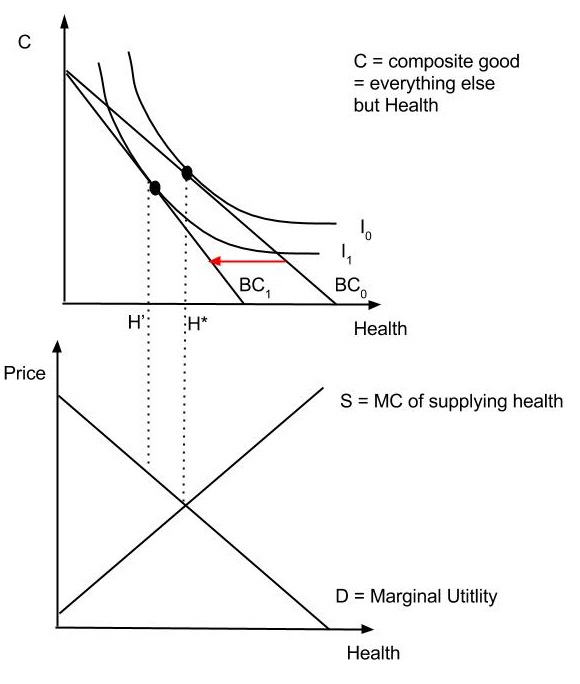 C
C = composite good
= everything else
but Health
I0
I1
BC1
BC0
H'
H*
Health
Price
S = MC of supplying health
D = Marginal Utitlity
Health